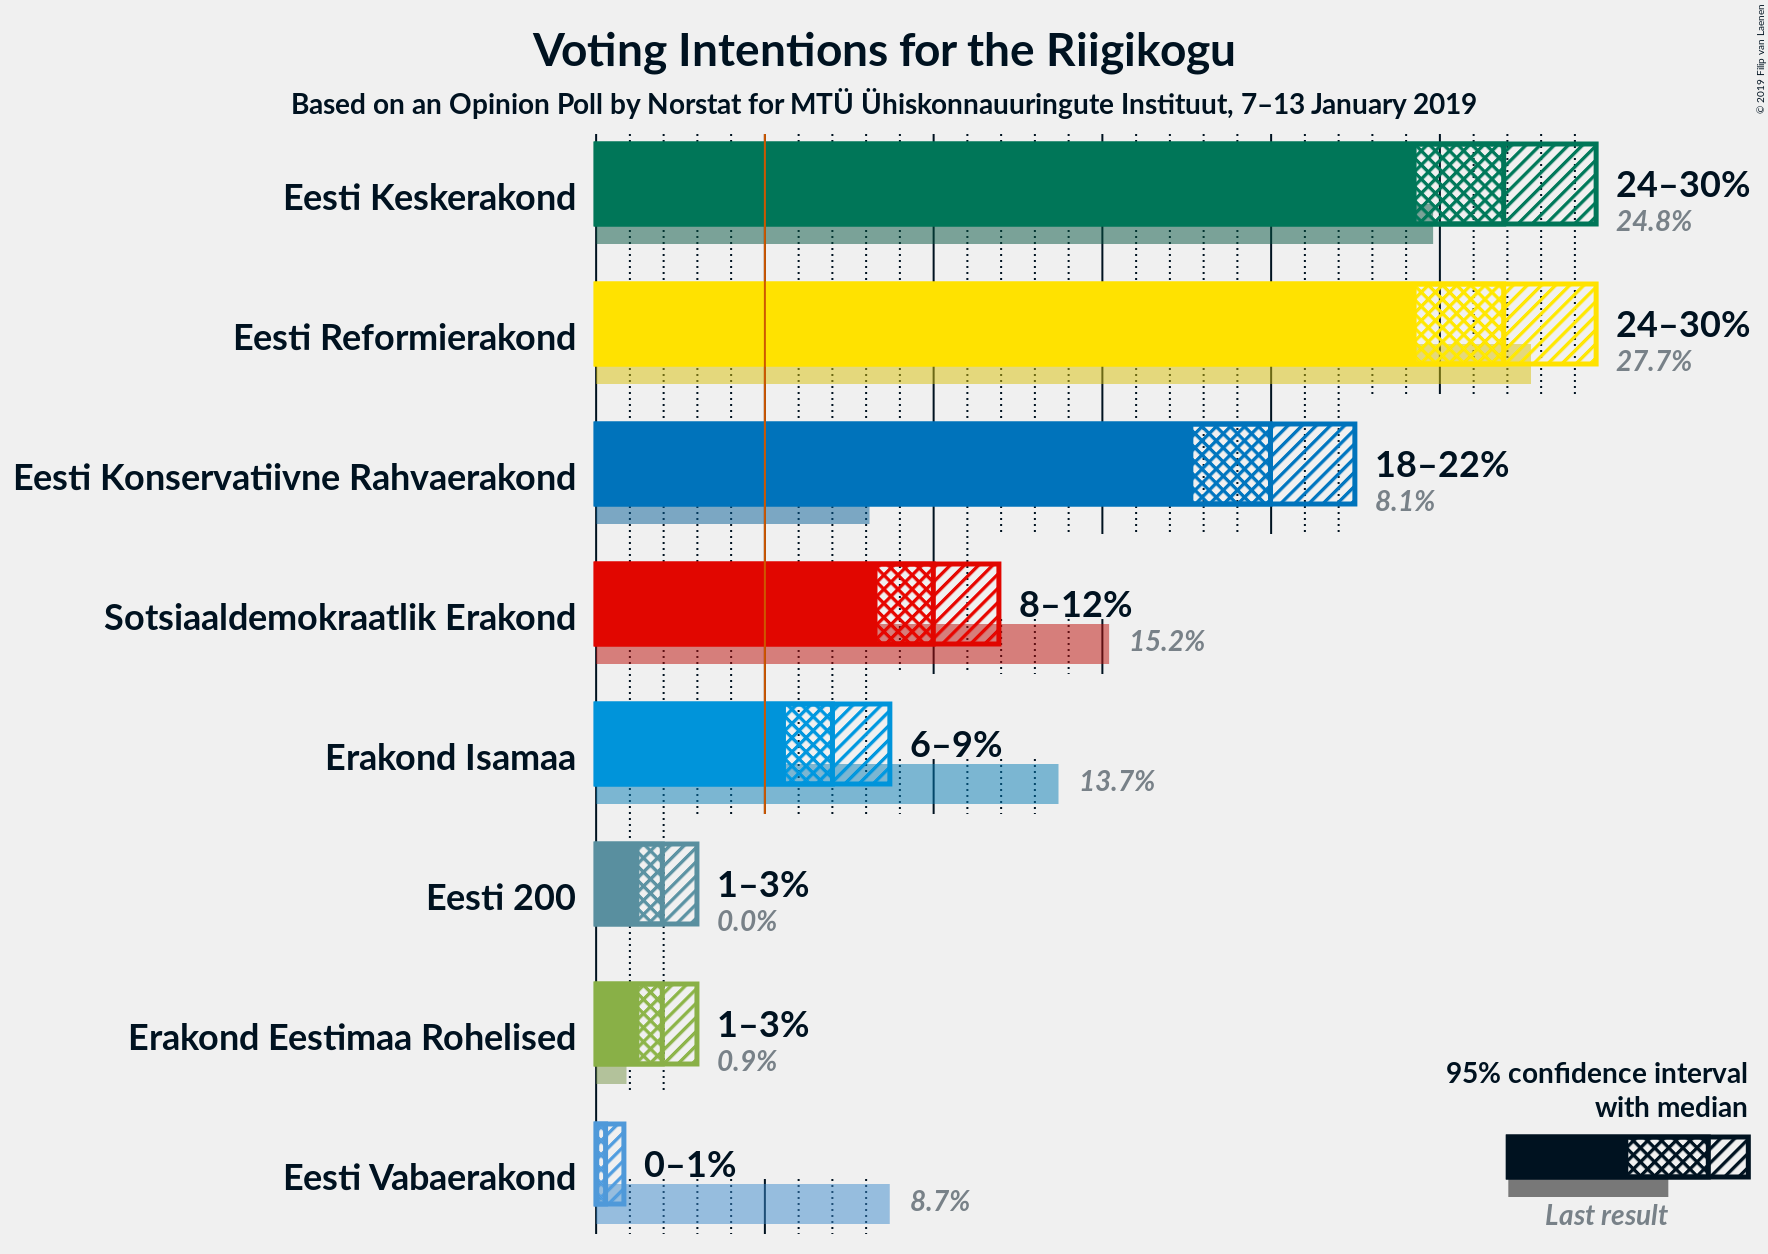 Voting Intentions for the Riigikogu
Based on an Opinion Poll by Norstat for MTÜ Ühiskonnauuringute Instituut, 7–13 January 2019
© 2019 Filip van Laenen
Eesti Keskerakond
24–30%
24.8%
Eesti Reformierakond
24–30%
27.7%
Eesti Konservatiivne Rahvaerakond
18–22%
8.1%
Sotsiaaldemokraatlik Erakond
8–12%
15.2%
Erakond Isamaa
6–9%
13.7%
Eesti 200
1–3%
0.0%
Erakond Eestimaa Rohelised
1–3%
0.9%
Eesti Vabaerakond
0–1%
8.7%
95% confidence interval
with median
Last result